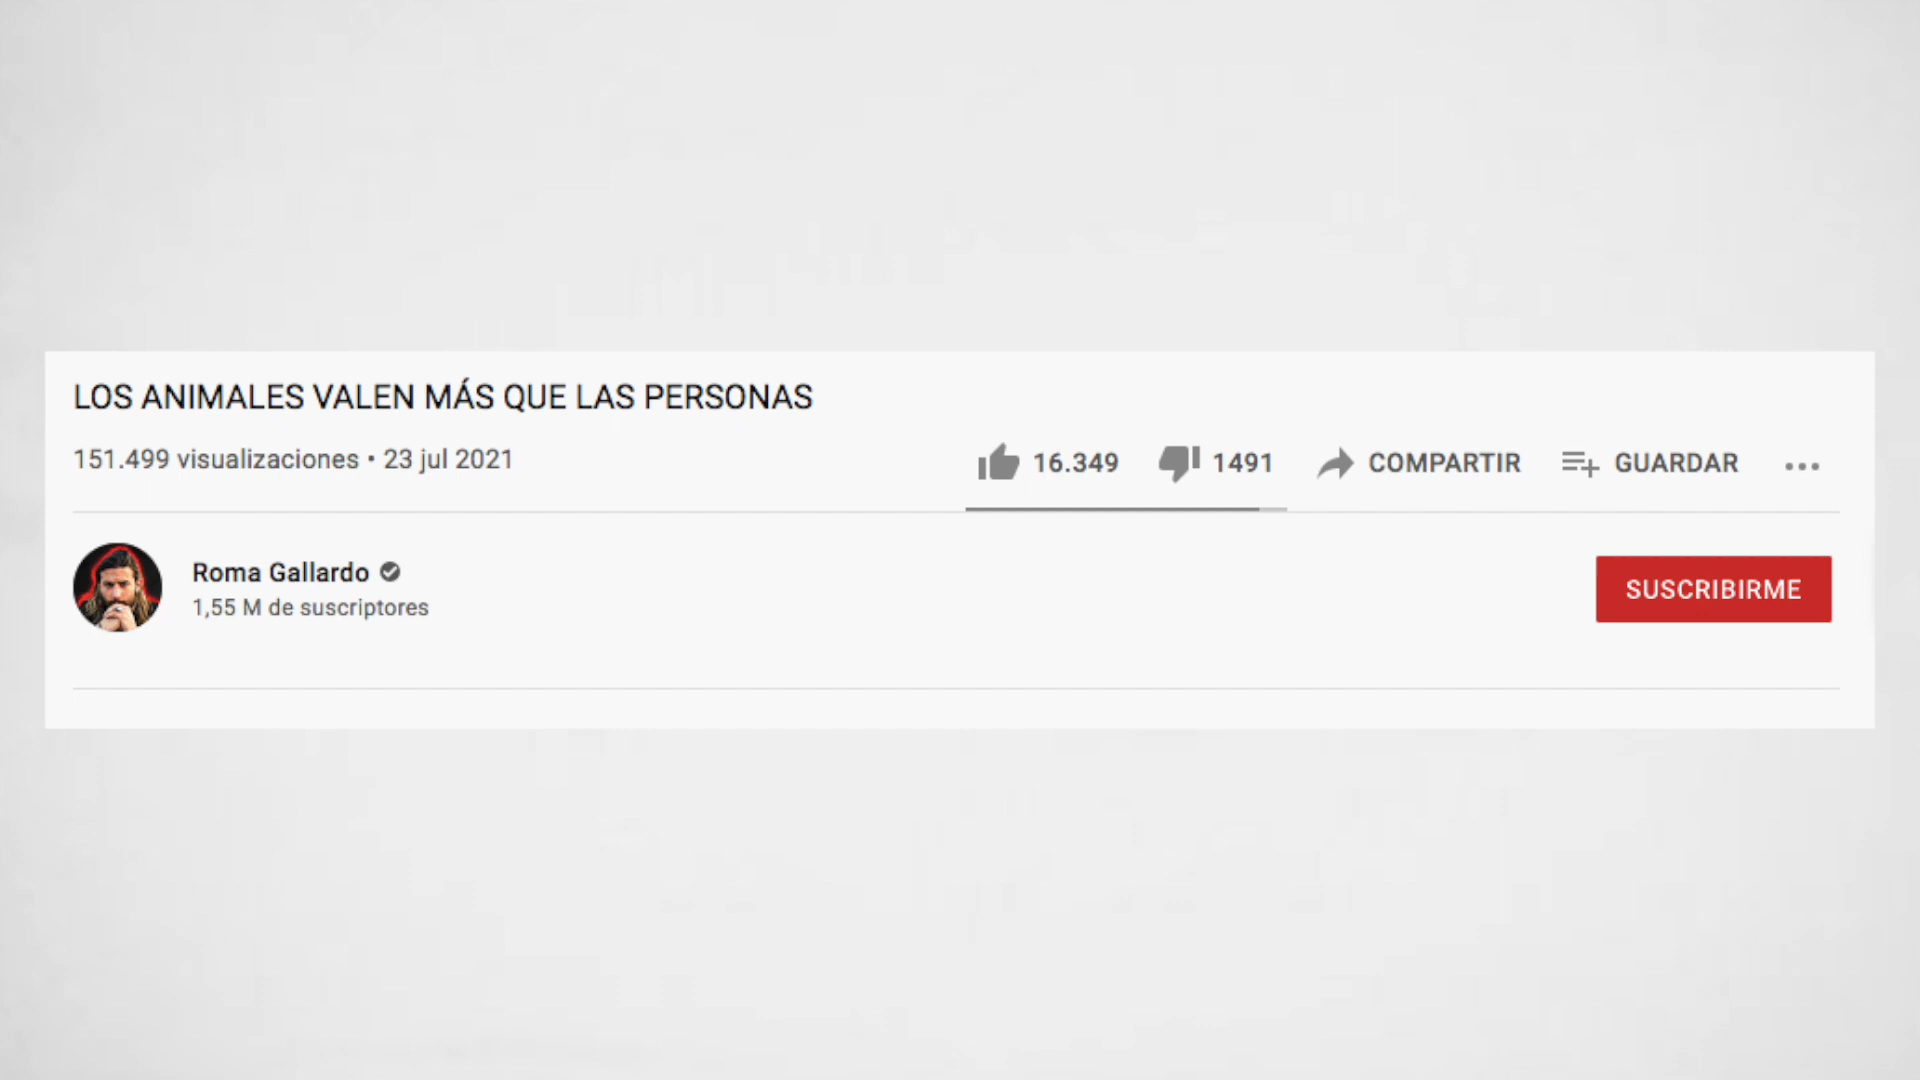 LOS ANIMALES VALEN MÁS QUE LAS PERSONAS
151.499 visualizaciones • 23 jul 2021
16.349 1491 COMPARTIR GUARDAR
Roma Gallardo
1,55 M de suscriptores
SUSCRIBIRME